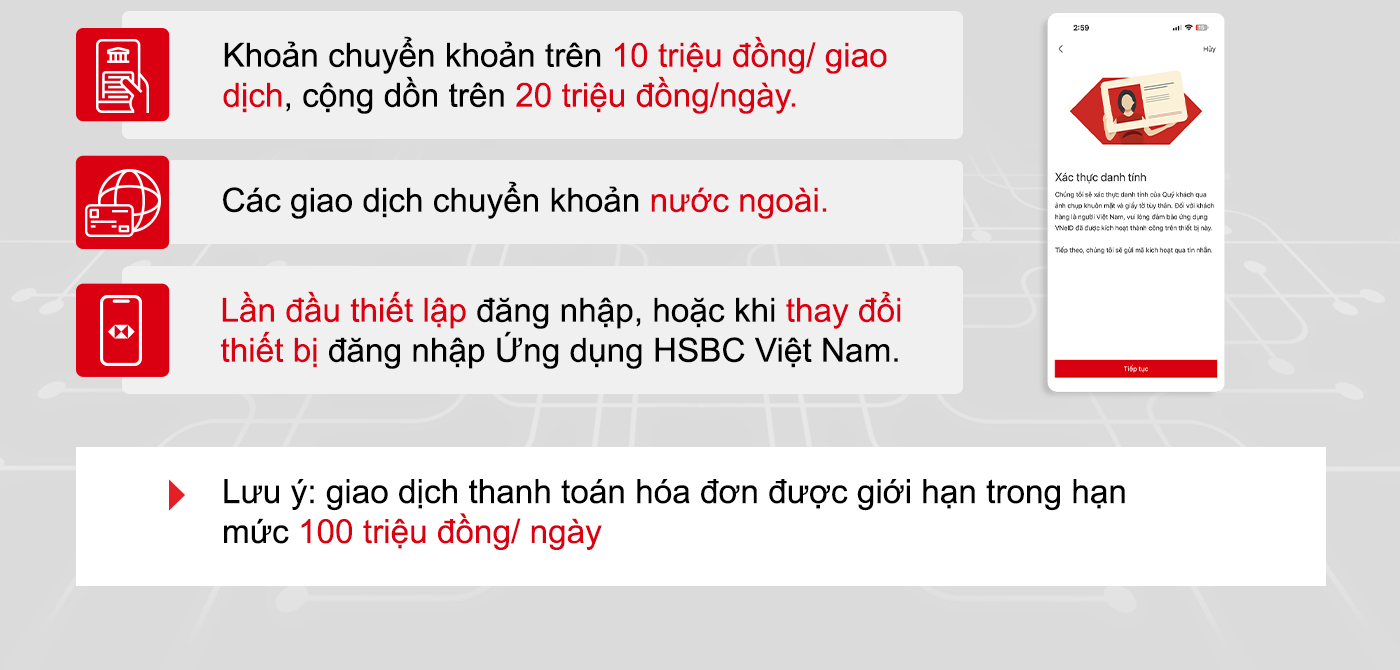 Khoản chuyển khoản trên 10 triệu đồng/ giao
dịch, cộng dồn trên 20 triệu đồng/ngày.
Các giao dịch chuyển khoản nước ngoài.
Lần đầu thiết lập đăng nhập, hoặc khi thay đổi
thiết bị đăng nhập Ứng dụng HSBC Việt Nam.
2:59
Hủy
Xác thực danh tính
Chúng tôi sẽ xác thực danh tính của Quý khách qua
ảnh chụp khuôn mặt và giấy tờ tùy thân. Đối với khách
hàng là người Việt Nam, vui lòng đảm bảo ứng dụng
VNeID đã được kích hoạt thành công trên thiết bị này.
Tiếp theo, chúng tôi sẽ gửi mã kích hoạt qua tin nhắn.
Tiếp tục
Lưu ý: giao dịch thanh toán hóa đơn được giới hạn trong hạn
mức 100 triệu đồng/ ngày